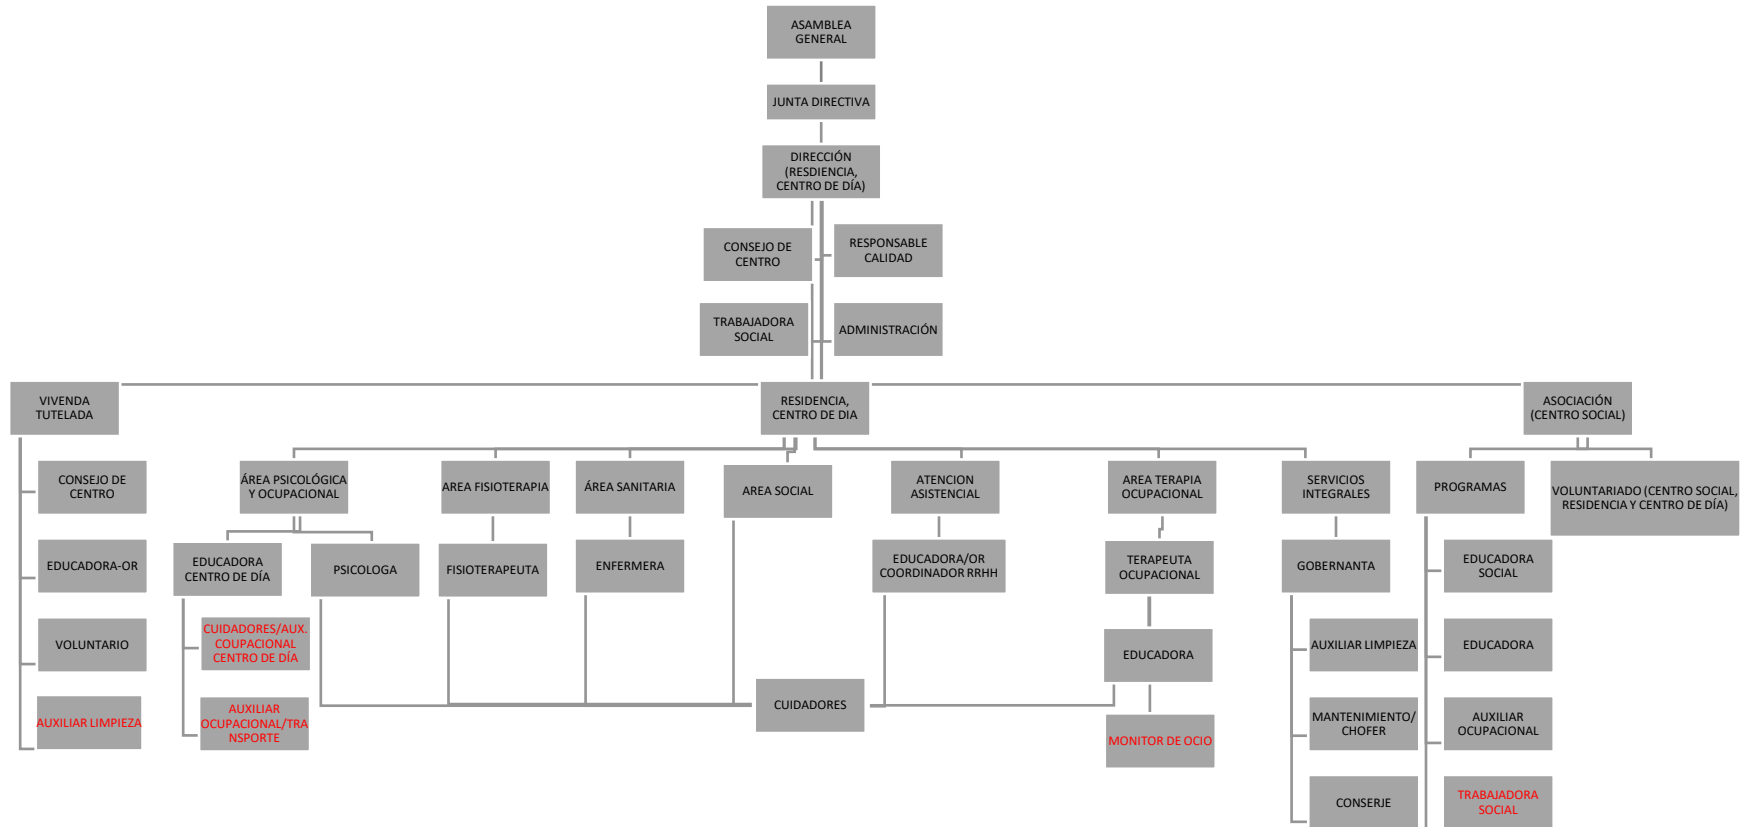 ASAMBLEA
GENERAL
JUNTA DIRECTIVA
DIRECCIÓN
(RESDIENCIA,
CENTRO DE DÍA)
CONSEJO DE
CENTRO
RESPONSABLE
CALIDAD
TRABAJADORA
SOCIAL
ADMINISTRACIÓN
VIVENDA
TUTELADA
RESIDENCIA,
CENTRO DE DIA
ASOCIACIÓN
(CENTRO SOCIAL)
CONSEJO DE
CENTRO
EDUCADORA-OR
VOLUNTARIO
AUXILIAR LIMPIEZA
ÁREA PSICOLÓGICA
Y OCUPACIONAL
EDUCADORA
CENTRO DE DÍA
PSICOLOGA
CUIDADORES/AUX.
COUPACIONAL
CENTRO DE DÍA
AUXILIAR
OCUPACIONAL/TRA
NSPORTE
AREA FISIOTERAPIA
FISIOTERAPEUTA
ÁREA SANITARIA
ENFERMERA
AREA SOCIAL
CUIDADORES
ATENCION
ASISTENCIAL
EDUCADORA/OR
COORDINADOR RRHH
AREA TERAPIA
OCUPACIONAL
TERAPEUTA
OCUPACIONAL
EDUCADORA
MONITOR DE OCIO
SERVICIOS
INTEGRALES
GOBERNANTA
AUXILIAR LIMPIEZA
MANTENIMIENTO/
CHOFER
CONSERJE
PROGRAMAS
EDUCADORA
SOCIAL
EDUCADORA
AUXILIAR
OCUPACIONAL
TRABAJADORA
SOCIAL
VOLUNTARIADO (CENTRO SOCIAL,
RESIDENCIA Y CENTRO DE DÍA)